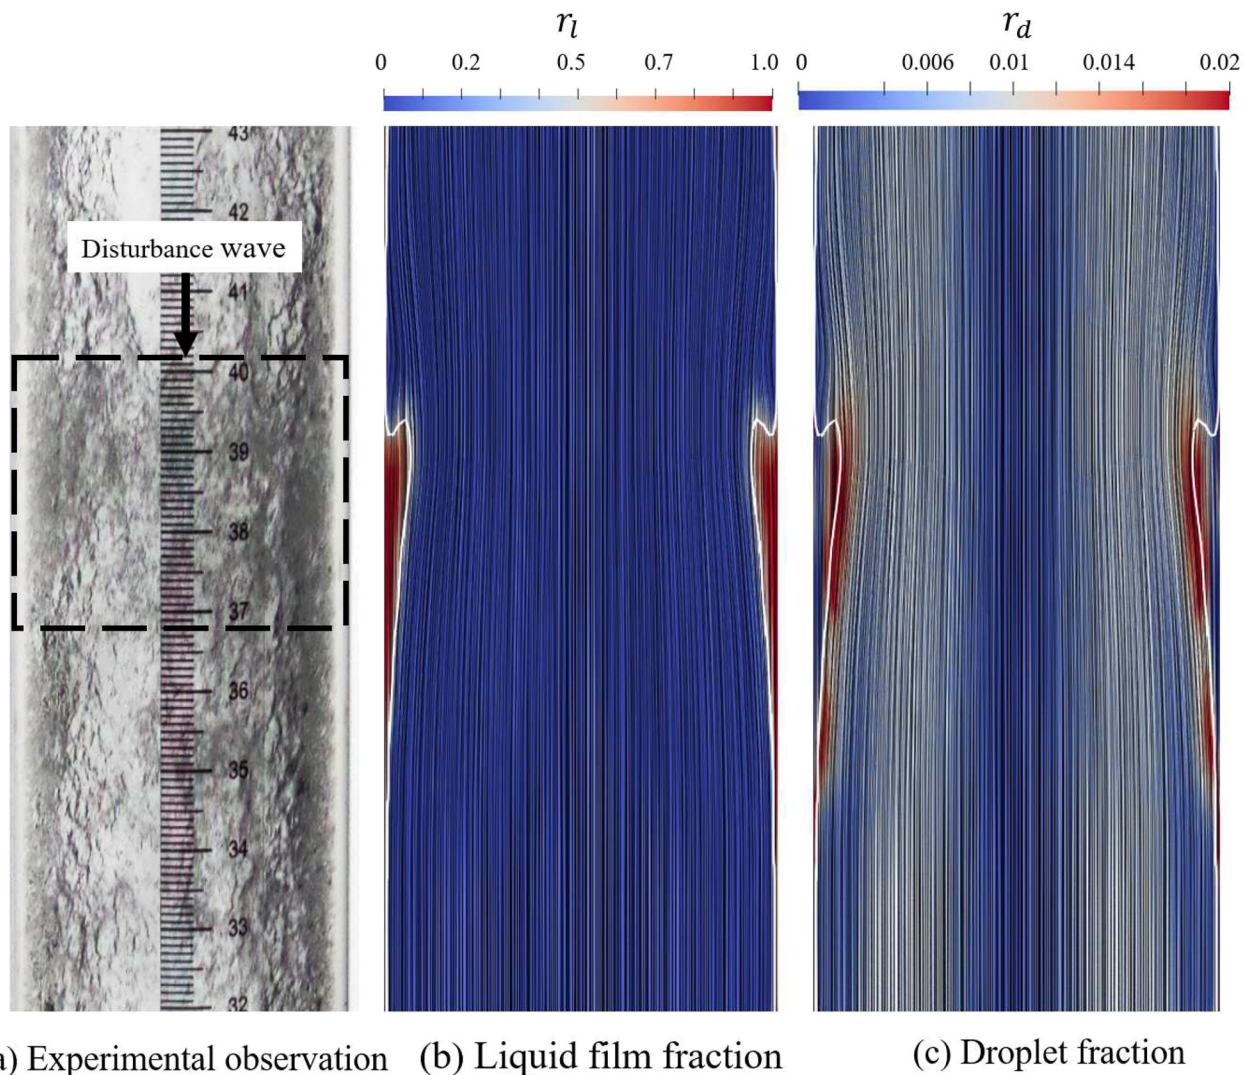 r_l
0 0.2 0.5 0.7 1.0
r_d
0 0.006 0.01 0.014 0.02
43
42
Disturbance wave
41
40
39
38
37
36
35
34
33
32
a) Experimental observation
(b) Liquid film fraction
(c) Droplet fraction